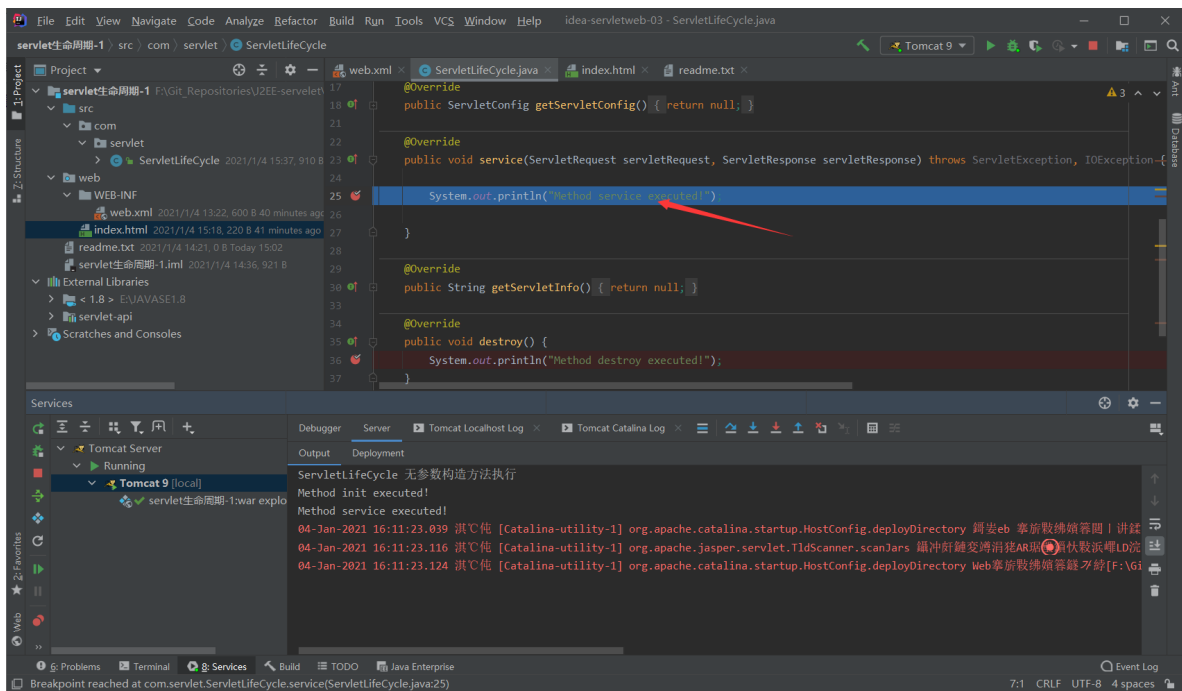 File Edit View Navigate Code Analyze Refactor Build Run Tools VCS Window Help idea-servletweb-03 - ServletLifeCycle.java
servlet生命周期-1 src com servlet ServletLifeCycle Tomcat 9
1: Project
Project
web.xml ServletLifeCycle.java index.html readme.txt
servlet生命周期-1 F:\Git_Repositories\J2EE-servelet\
src
com
servlet
ServletLifeCycle 2021/1/4 15:37, 910 B
web
WEB-INF
web.xml 2021/1/4 13:22, 600 B 40 minutes ago
index.html 2021/1/4 15:18, 220 B 41 minutes ago
readme.txt 2021/1/4 14:21, 0 B Today 15:02
servlet生命周期-1.iml 2021/1/4 14:36, 921 B
External Libraries
< 1.8 > E:\JAVASE1.8
servlet-api
Scratches and Consoles
Z: Structure
17 @Override
18 public ServletConfig getServletConfig() { return null; }
21
22 @Override
23 public void service(ServletRequest servletRequest, ServletResponse servletResponse) throws ServletException, IOException {
24
25 System.out.println("Method service executed!");
26
27 }
28
29 @Override
30 public String getServletInfo() { return null; }
33
34 @Override
35 public void destroy() {
36 System.out.println("Method destroy executed!");
37 }
3
Ant
Database
Services
Tomcat Server
Running
Tomcat 9 [local]
servlet生命周期-1:war explo
Debugger Server Tomcat Localhost Log Tomcat Catalina Log
Output Deployment
ServletLifeCycle 无参数构造方法执行
Method init executed!
Method service executed!
04-Jan-2021 16:11:23.039 [Catalina-utility-1] org.apache.catalina.startup.HostConfig.deployDirectory
04-Jan-2021 16:11:23.116 [Catalina-utility-1] org.apache.jasper.servlet.TldScanner.scanJars
04-Jan-2021 16:11:23.124 [Catalina-utility-1] org.apache.catalina.startup.HostConfig.deployDirectory [F:\Gi
2: Favorites
Web
6: Problems Terminal 8: Services Build TODO Java Enterprise Event Log
Breakpoint reached at com.servlet.ServletLifeCycle.service(ServletLifeCycle.java:25) 7:1 CRLF UTF-8 4 spaces